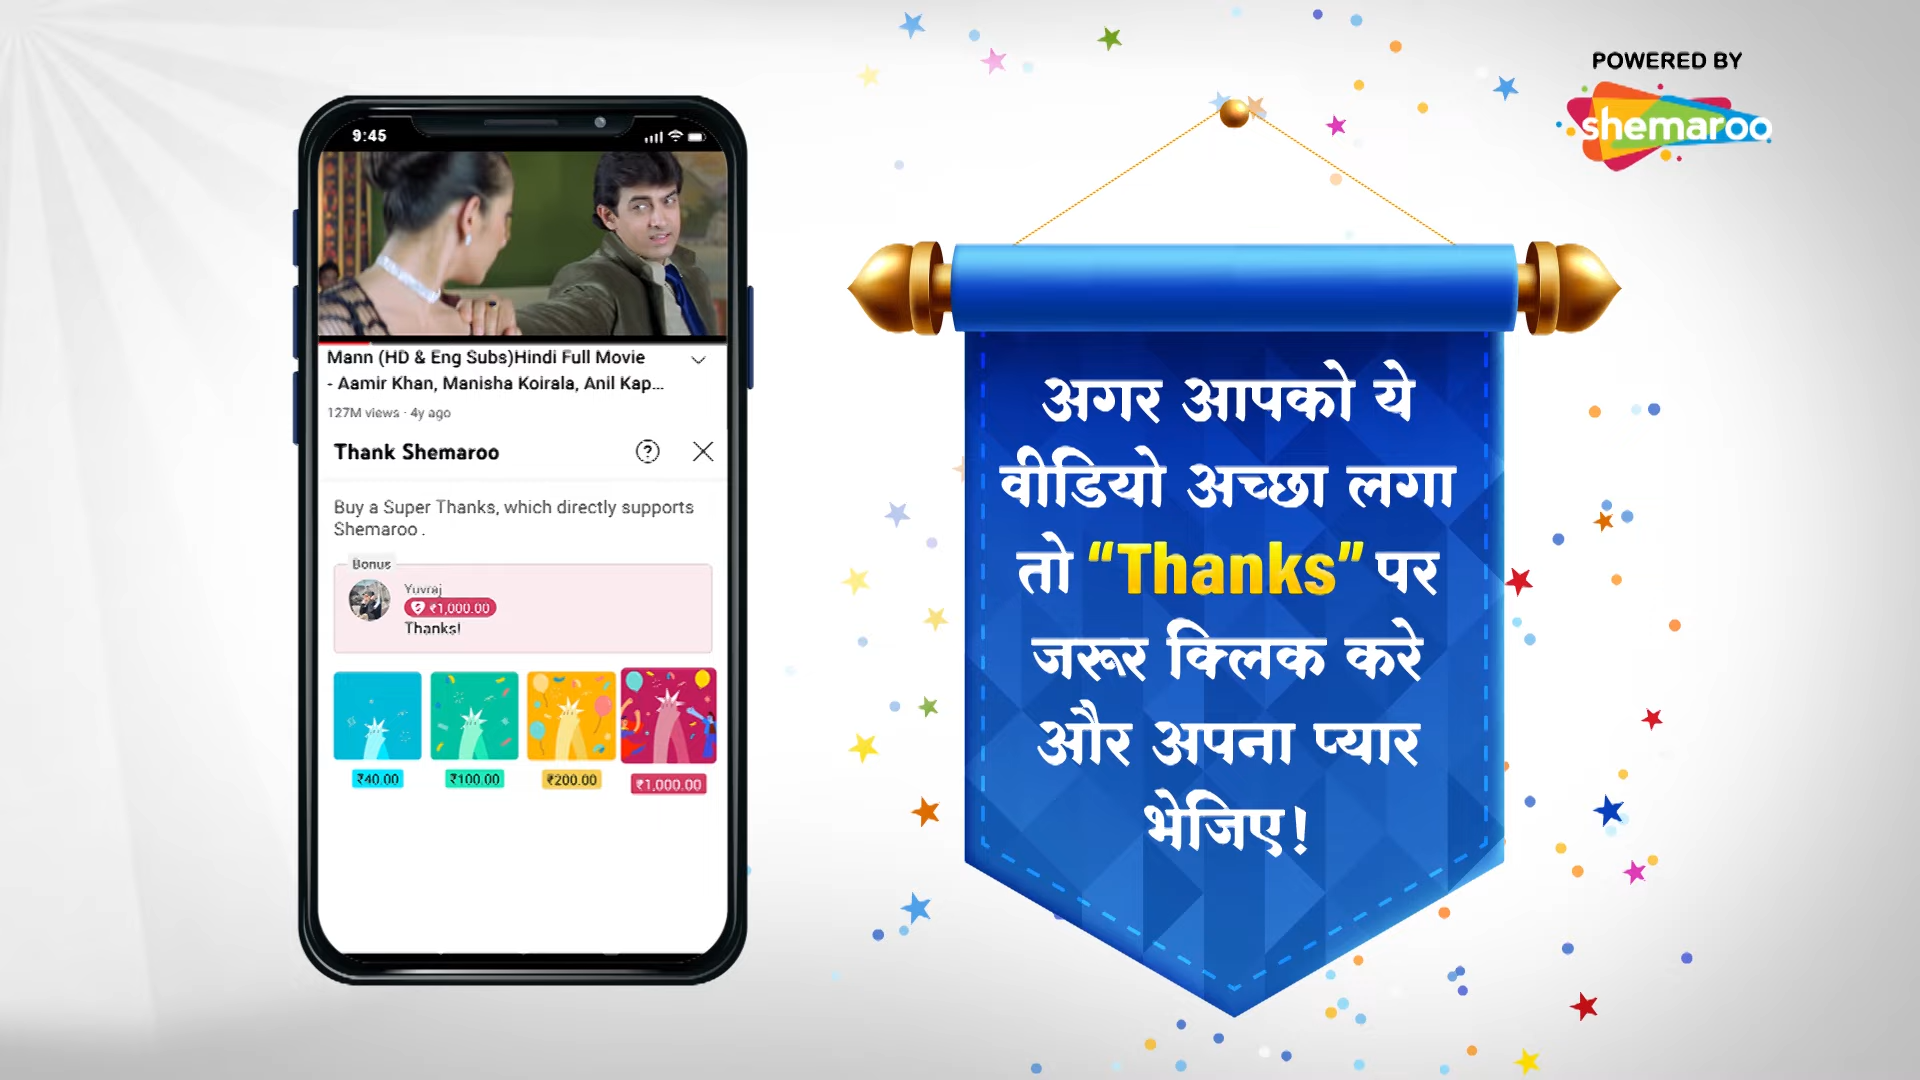 9:45
Mann (HD & Eng Subs)Hindi Full Movie
- Aamir Khan, Manisha Koirala, Anil Kap...
127M views · 4y ago
Thank Shemaroo
?
Buy a Super Thanks, which directly supports
Shemaroo .
Bonus
Yuvraj
₹1,000.00
Thanks!
₹40.00
₹100.00
₹200.00
₹1,000.00
POWERED BY
shemaroo
अगर आपको ये
वीडियो अच्छा लगा
तो “Thanks” पर
जरूर क्लिक करे
और अपना प्यार
भेजिए!